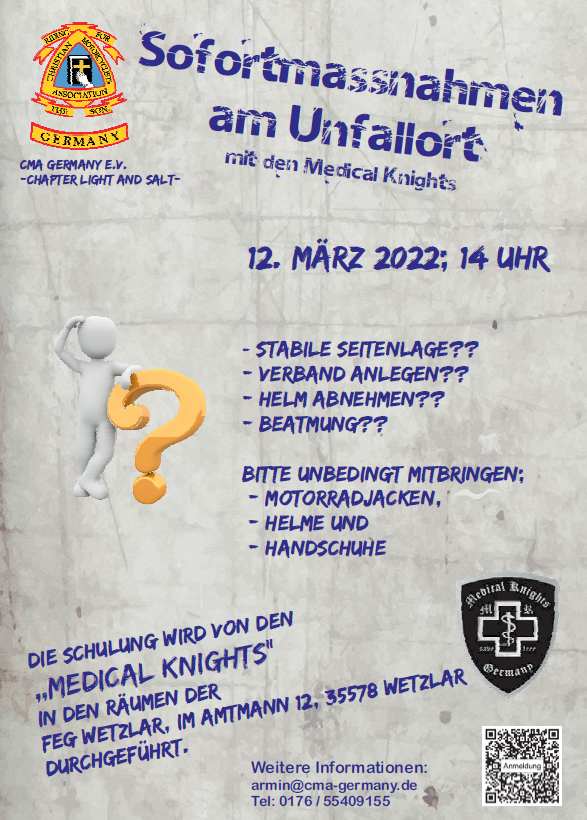 RIDING FOR
CHRISTIAN MOTORCYCLISTS
ASSOCIATION
THE SON
GERMANY
CMA GERMANY E.V.
-CHAPTER LIGHT AND SALT-
Sofortmassnahmen
am Unfallort
mit den Medical Knights
12. MÄRZ 2022; 14 UHR
- STABILE SEITENLAGE??
- VERBAND ANLEGEN??
- HELM ABNEHMEN??
- BEATMUNG??
BITTE UNBEDINGT MITBRINGEN;
- MOTORRADJACKEN,
- HELME UND
- HANDSCHUHE
Medical Knights
Germany
DIE SCHULUNG WIRD VON DEN
„MEDICAL KNIGHTS"
IN DEN RÄUMEN DER
FEG WETZLAR, IM AMTMANN 12, 35578 WETZLAR
DURCHGEFÜHRT.
Anmeldung
Weitere Informationen:
armin@cma-germany.de
Tel: 0176 / 55409155